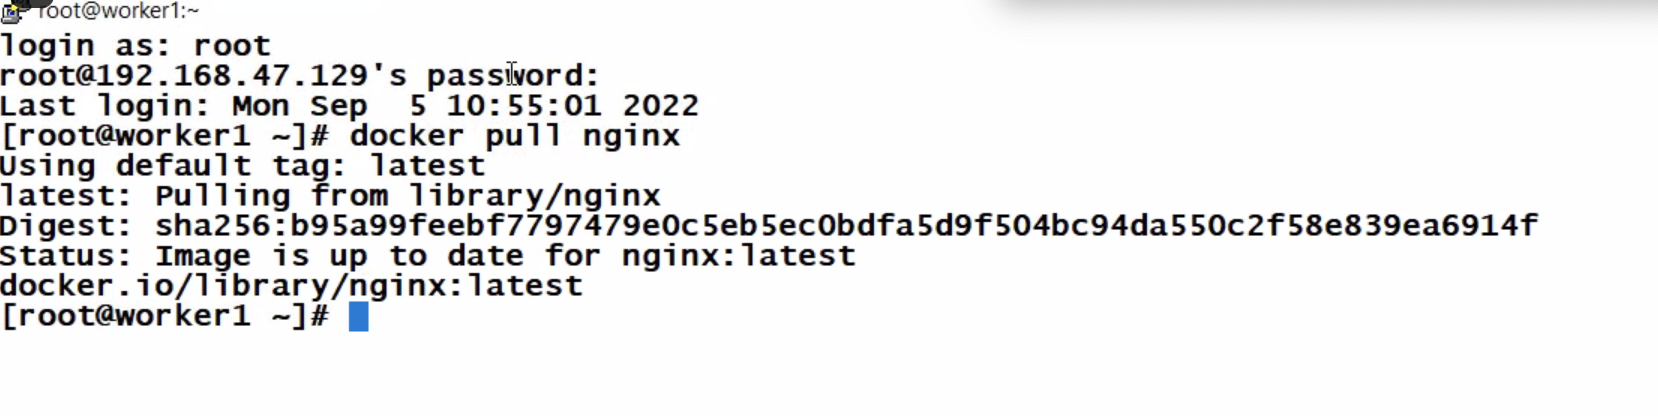 root@worker1:~
login as: root
root@192.168.47.129's password:
Last login: Mon Sep  5 10:55:01 2022
[root@worker1 ~]# docker pull nginx
Using default tag: latest
latest: Pulling from library/nginx
Digest: sha256:b95a99feebf7797479e0c5eb5ec0bdfa5d9f504bc94da550c2f58e839ea6914f
Status: Image is up to date for nginx:latest
docker.io/library/nginx:latest
[root@worker1 ~]#